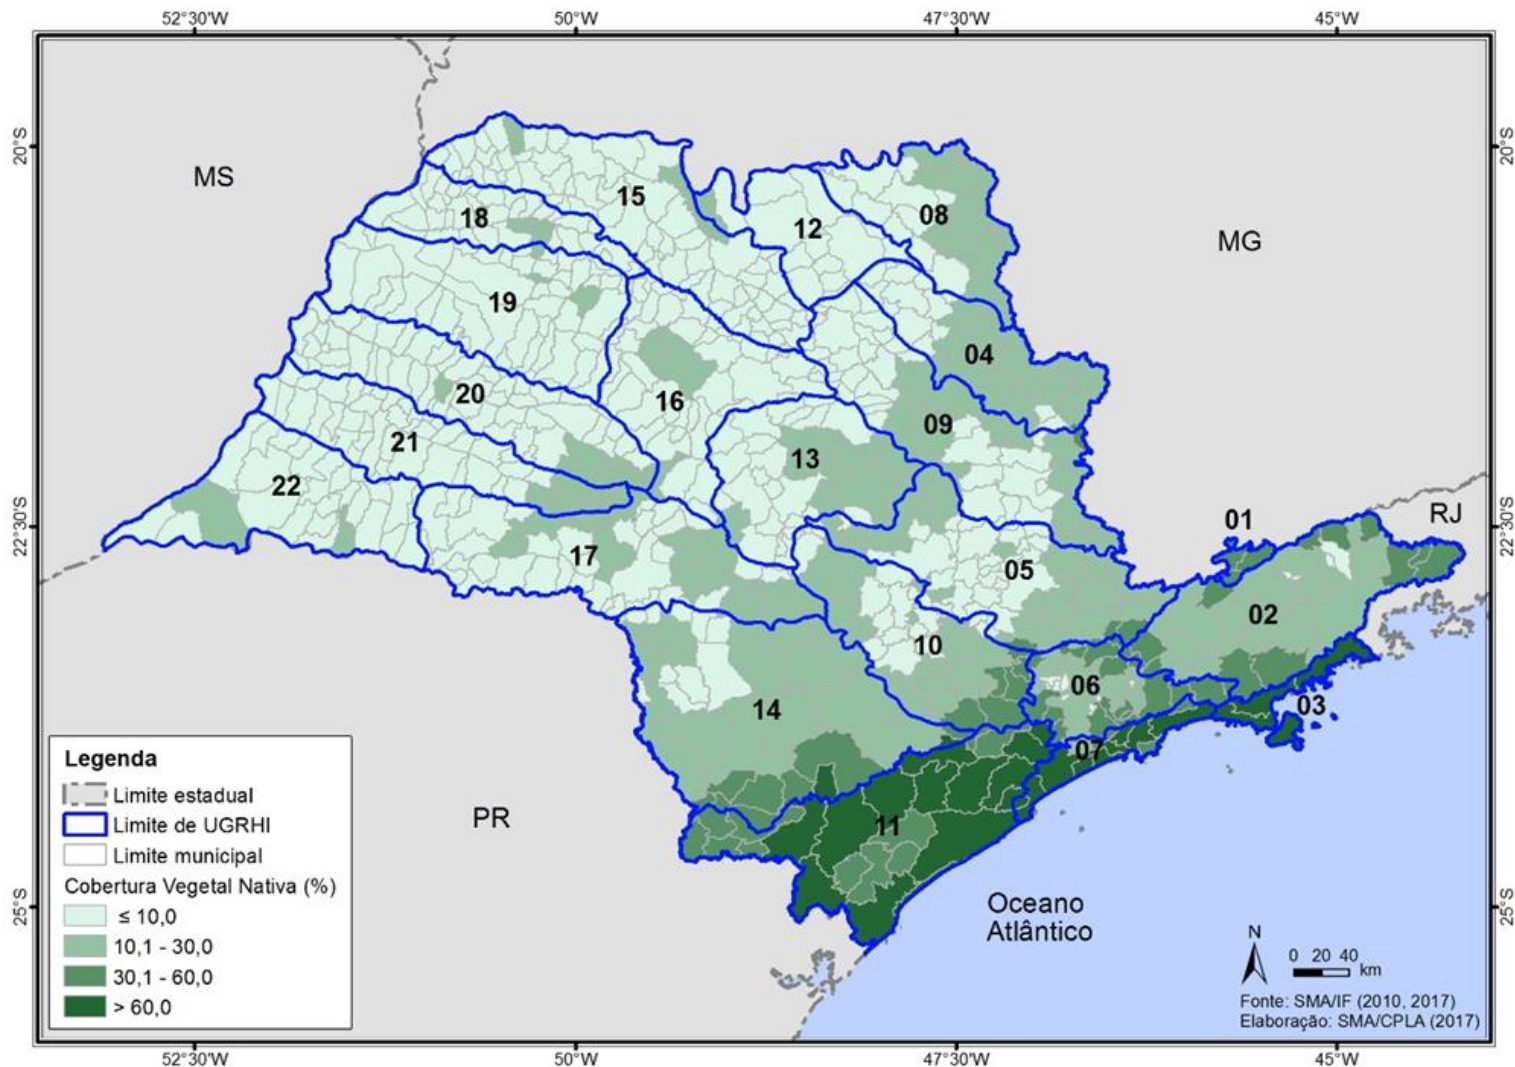 52°30'W 50°W 47°30'W 45°W
20°S 20°S
MS
15
18
12
08
MG
19
04
20
16
09
21
13
22
22°30'S 22°30'S
01
RJ
17
05
02
10
06
03
14
07
11
PR
Legenda
Limite estadual
Limite de UGRHI
Limite municipal
Cobertura Vegetal Nativa (%)
≤ 10,0
10,1 - 30,0
30,1 - 60,0
> 60,0
25°S 25°S
Oceano
Atlântico
N
0 20 40
km
Fonte: SMA/IF (2010, 2017)
Elaboração: SMA/CPLA (2017)
52°30'W 50°W 47°30'W 45°W